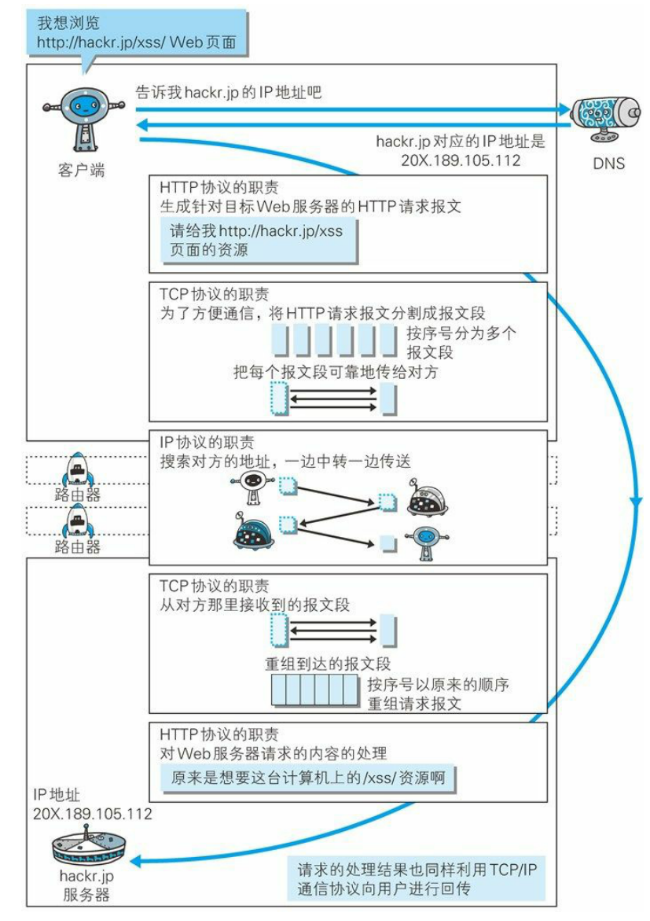 我想浏览
http://hackr.jp/xss/ Web页面
告诉我hackr.jp的IP地址吧
hackr.jp对应的IP地址是
20X.189.105.112
客户端
DNS
HTTP协议的职责
生成针对目标Web服务器的HTTP请求报文
请给我http://hackr.jp/xss
页面的资源
TCP协议的职责
为了方便通信，将HTTP请求报文分割成报文段
按序号分为多个
报文段
把每个报文段可靠地传给对方
IP协议的职责
搜索对方的地址，一边中转一边传送
路由器
路由器
TCP协议的职责
从对方那里接收到的报文段
重组到达的报文段
按序号以原来的顺序
重组请求报文
HTTP协议的职责
对Web服务器请求的内容的处理
原来是想要这台计算机上的/xss/资源啊
IP地址
20X.189.105.112
hackr.jp
服务器
请求的处理结果也同样利用TCP/IP
通信协议向用户进行回传